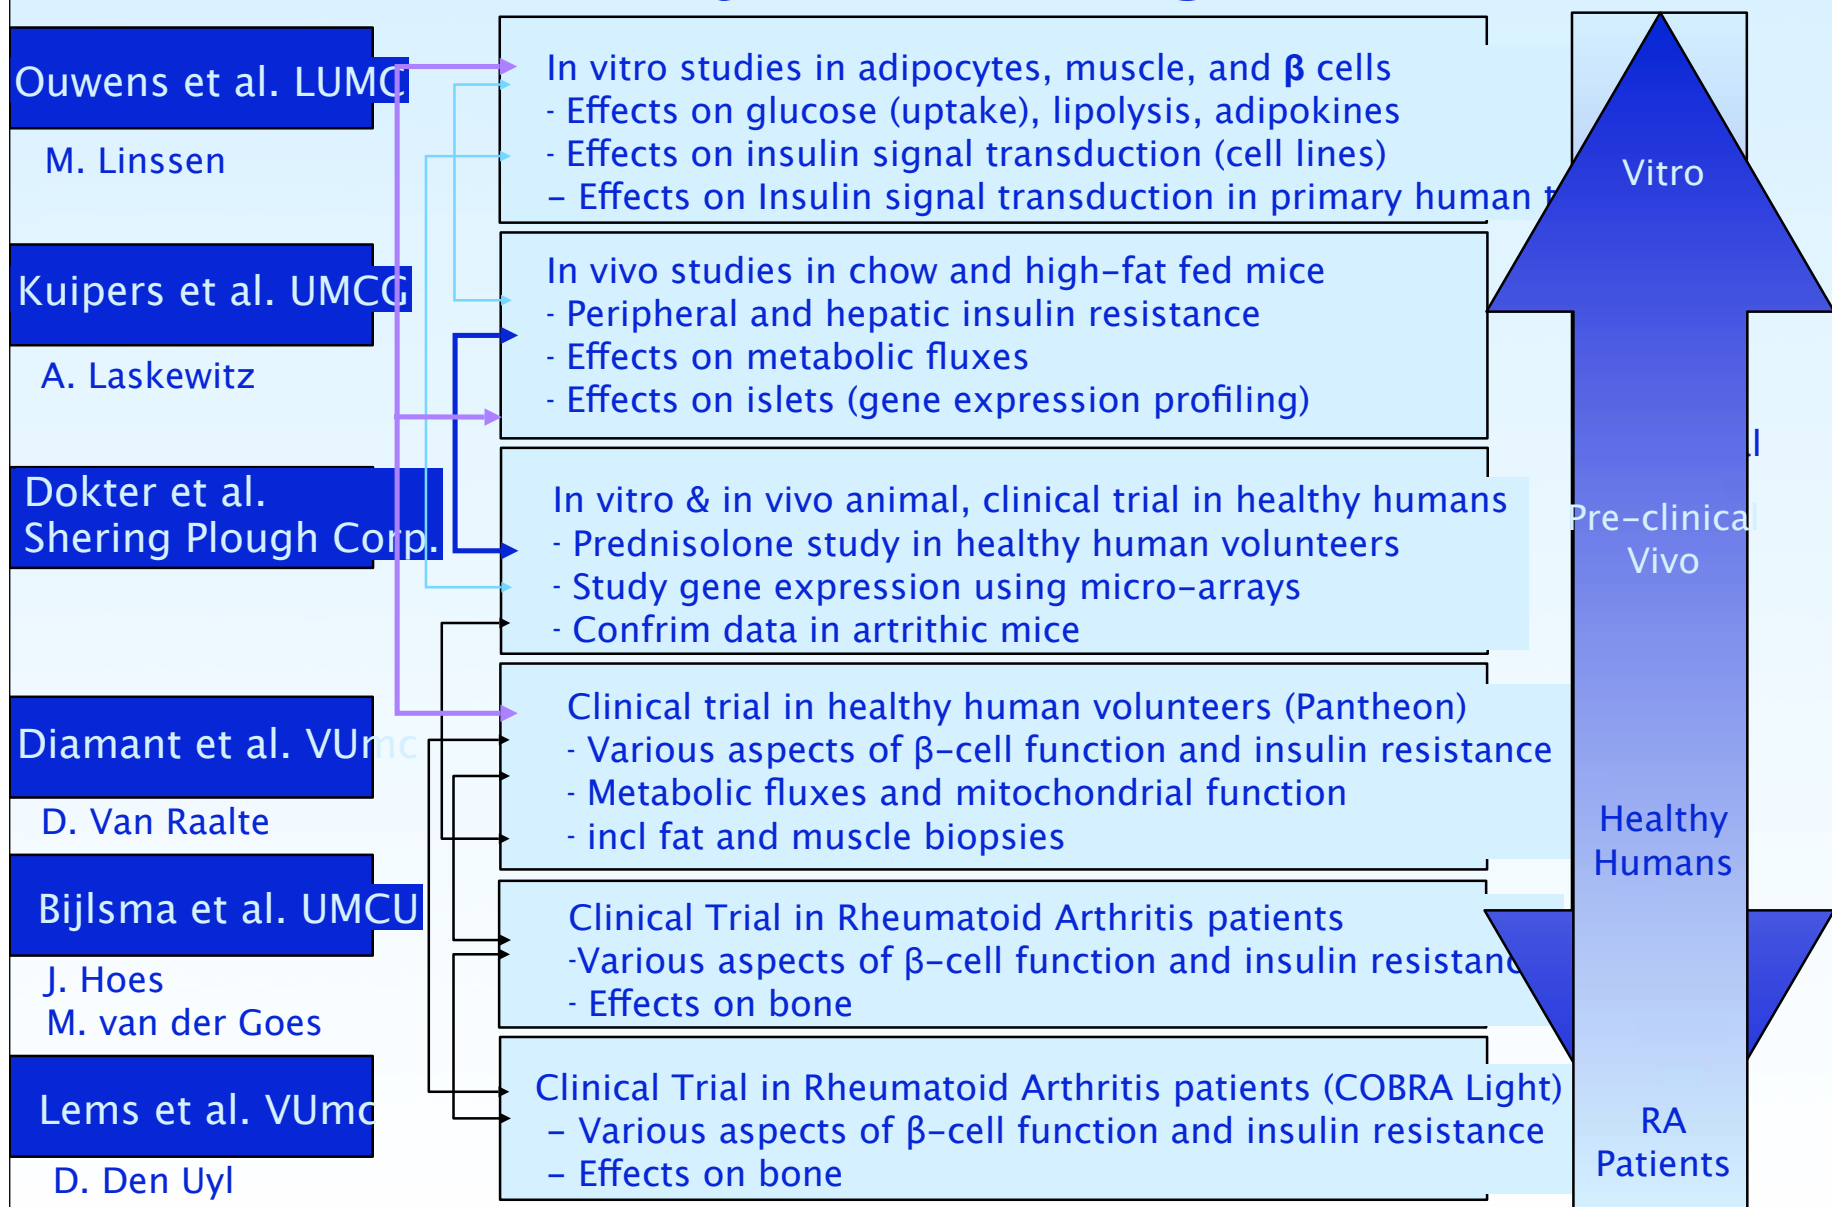 Ouwens et al. LUMC
M. Linssen
In vitro studies in adipocytes, muscle, and β cells
- Effects on glucose (uptake), lipolysis, adipokines
- Effects on insulin signal transduction (cell lines)
– Effects on Insulin signal transduction in primary human
Kuipers et al. UMCG
A. Laskewitz
In vivo studies in chow and high–fat fed mice
- Peripheral and hepatic insulin resistance
- Effects on metabolic fluxes
- Effects on islets (gene expression profiling)
Dokter et al.
Shering Plough Corp.
In vitro & in vivo animal, clinical trial in healthy humans
- Prednisolone study in healthy human volunteers
- Study gene expression using micro–arrays
- Confrim data in artrithic mice
Diamant et al. VUmc
D. Van Raalte
Clinical trial in healthy human volunteers (Pantheon)
- Various aspects of β–cell function and insulin resistance
- Metabolic fluxes and mitochondrial function
- incl fat and muscle biopsies
Bijlsma et al. UMCU
J. Hoes
M. van der Goes
Clinical Trial in Rheumatoid Arthritis patients
-Various aspects of β–cell function and insulin resistanc
- Effects on bone
Lems et al. VUmc
D. Den Uyl
Clinical Trial in Rheumatoid Arthritis patients (COBRA Light)
– Various aspects of β–cell function and insulin resistance
– Effects on bone
Vitro
Pre–clinical
Vivo
Healthy
Humans
RA
Patients